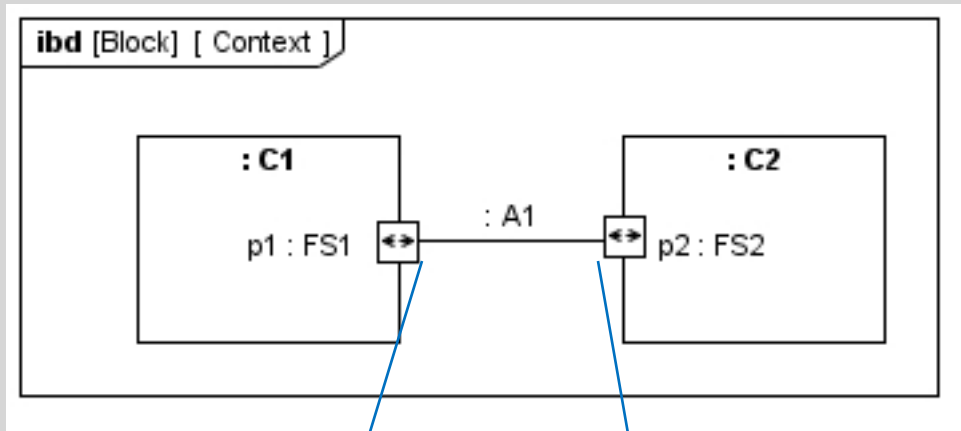 ibd [Block] [ Context ]
: C1
: C2
: A1
p1 : FS1
p2 : FS2